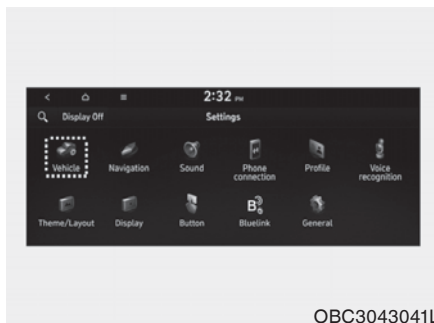 2:32 PM
Display Off
Settings
Vehicle
Navigation
Sound
Phone
connection
Profile
Voice
recognition
Theme/Layout
Display
Button
Bluelink
General
OBC3043041L